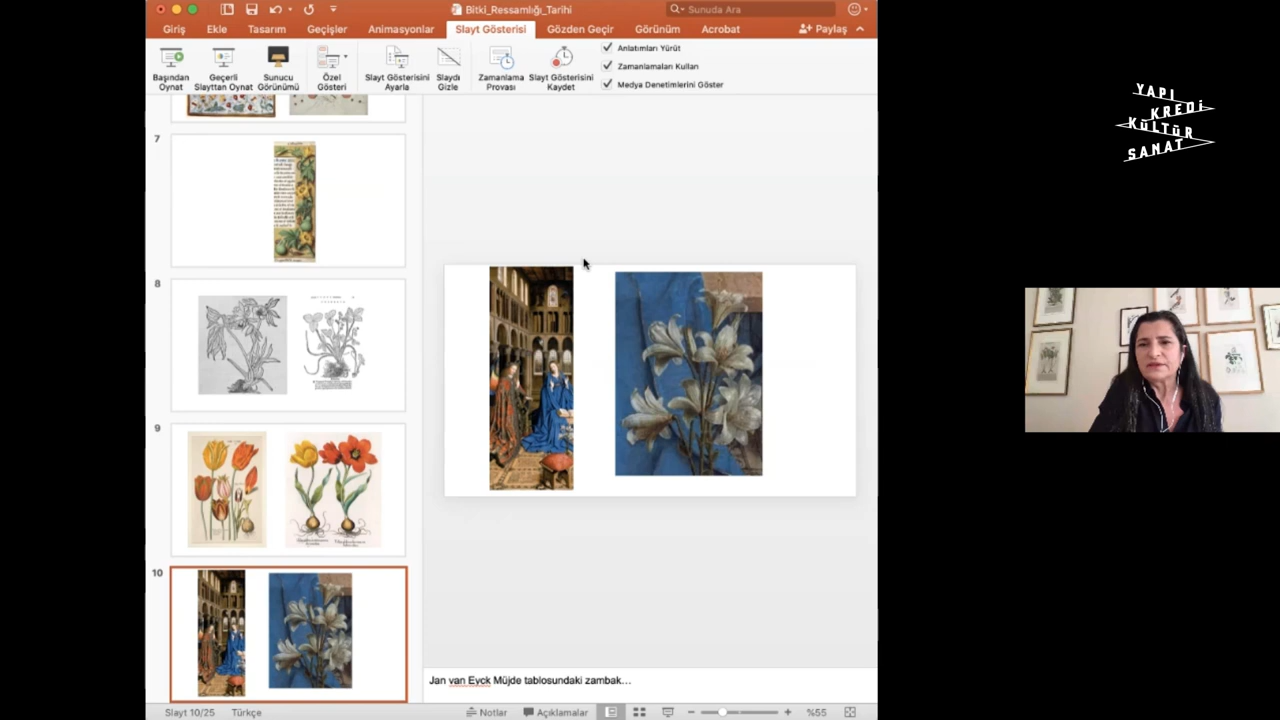 Bitki_Ressamlığı_Tarihi
Sunuda Ara
Giriş
Ekle
Tasarım
Geçişler
Animasyonlar
Slayt Gösterisi
Gözden Geçir
Görünüm
Acrobat
Paylaş
Başından Oynat
Geçerli Slayttan Oynat
Sunucu Görünümü
Özel Gösteri
Slayt Gösterisini Ayarla
Slaydı Gizle
Zamanlama Provası
Slayt Gösterisini Kaydet
Anlatımları Yürüt
Zamanlamaları Kullan
Medya Denetimlerini Göster
7
8
9
10
Jan van Eyck Müjde tablosundaki zambak...
Slayt 10/25
Türkçe
Notlar
Açıklamalar
%55
YAPI
KREDİ
KÜLTÜR
SANAT